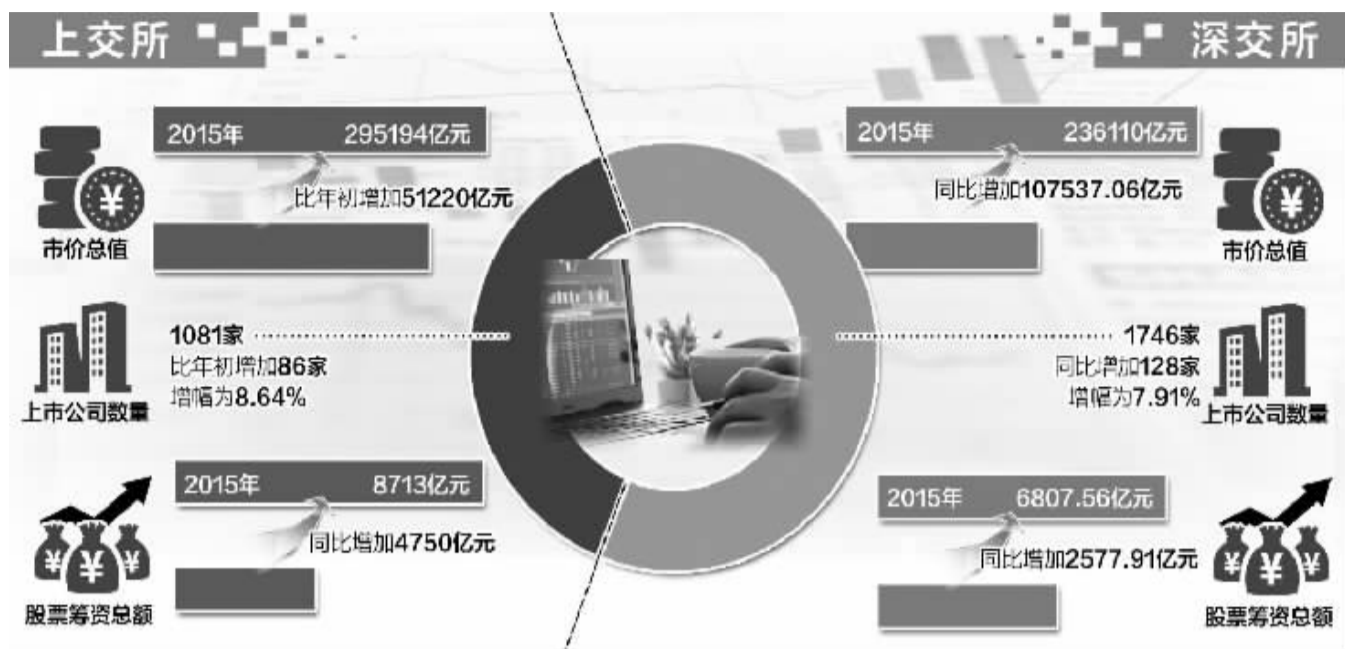 上交所
2015年 295194亿元
比年初增加51220亿元
市价总值
1081家
比年初增加86家
增幅为8.64%
上市公司数量
2015年 8713亿元
同比增加4750亿元
股票筹资总额
深交所
2015年 236110亿元
同比增加107537.06亿元
市价总值
1746家
同比增加128家
增幅为7.91%
上市公司数量
2015年 6807.56亿元
同比增加2577.91亿元
股票筹资总额